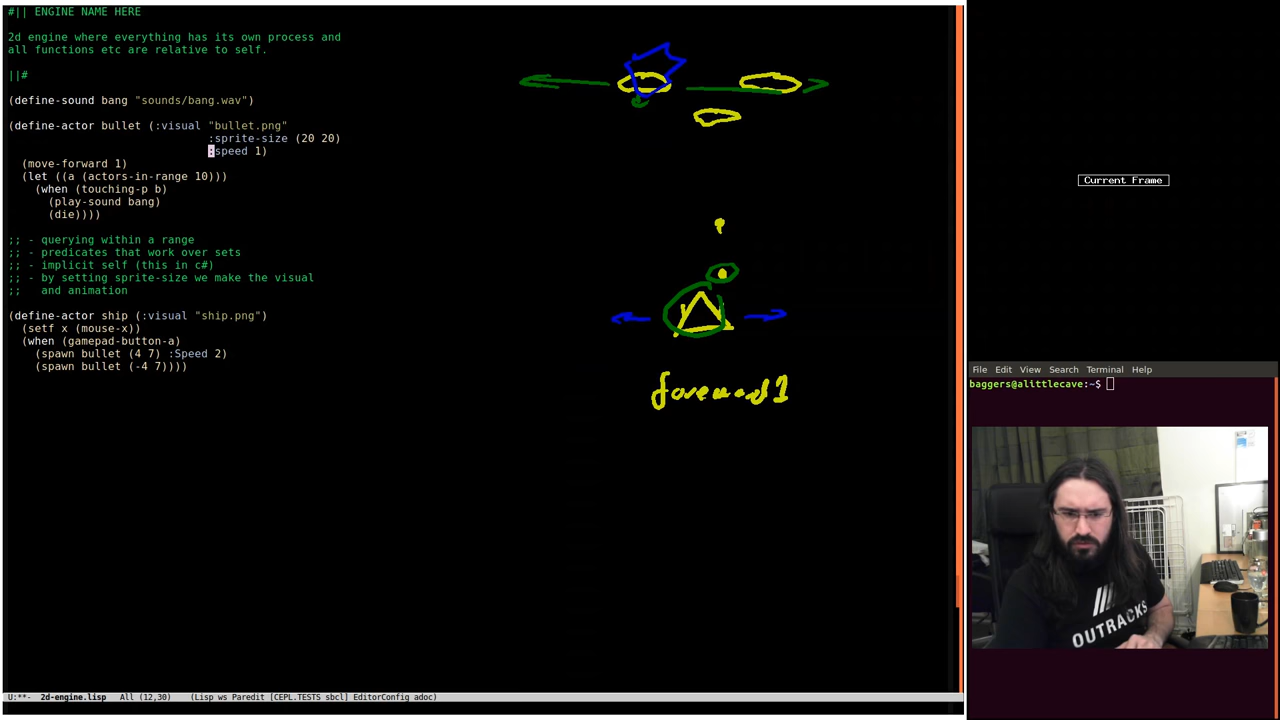 #|| ENGINE NAME HERE
2d engine where everything has its own process and
all functions etc are relative to self.
||#
(define-sound bang "sounds/bang.wav")
(define-actor bullet (:visual "bullet.png"
:sprite-size (20 20)
:speed 1)
(move-forward 1)
(let ((a (actors-in-range 10)))
(when (touching-p b)
(play-sound bang)
(die))))
;; - querying within a range
;; - predicates that work over sets
;; - implicit self (this in c#)
;; - by setting sprite-size we make the visual
;;   and animation
(define-actor ship (:visual "ship.png")
(setf x (mouse-x))
(when (gamepad-button-a)
(spawn bullet (4 7) :Speed 2)
(spawn bullet (-4 7))))
U:**-  2d-engine.lisp   All (12,30)   (Lisp ws Paredit [CEPL.TESTS sbcl] EditorConfig adoc)
forward 1
Current Frame
File Edit View Search Terminal Help
baggers@alittlecave:~$
OUTRACKS